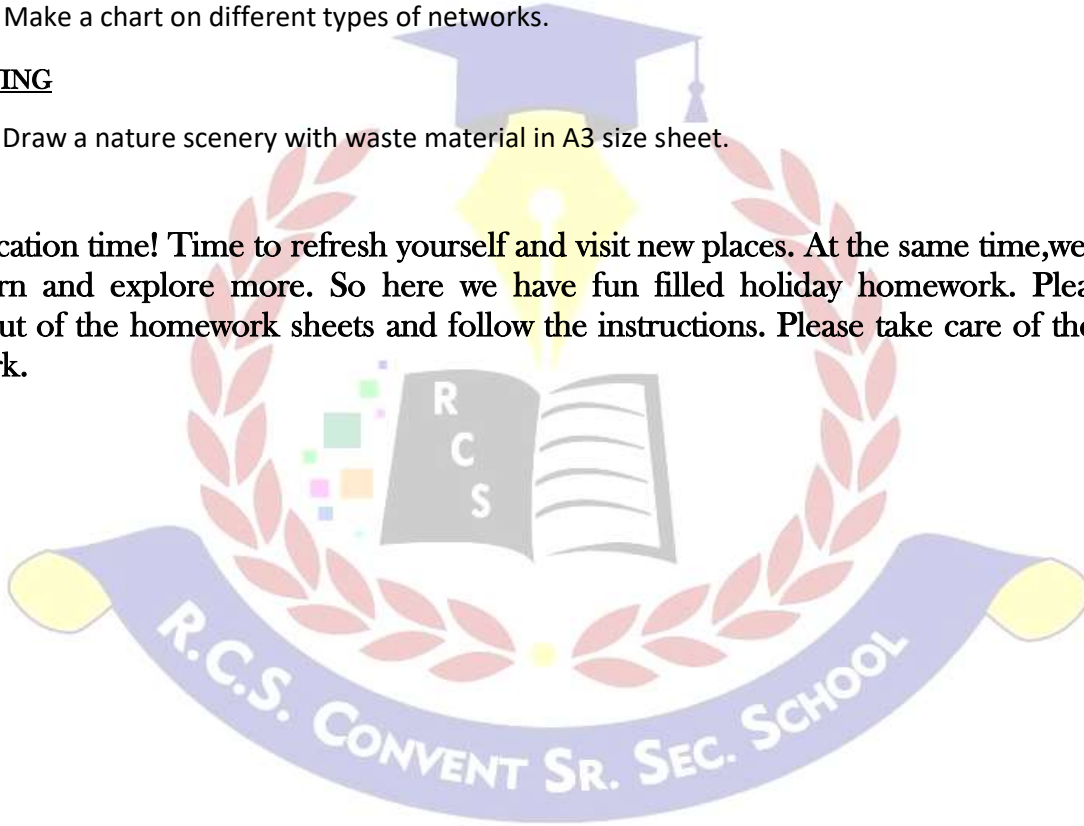 Make a chart on different types of networks.
ING
Draw a nature scenery with waste material in A3 size sheet.
cation time! Time to refresh yourself and visit new places. At the same time,we
rn and explore more. So here we have fun filled holiday homework. Plea
ut of the homework sheets and follow the instructions. Please take care of the
rk.
R
C
S
R.C.S. CONVENT SR. SEC. SCHOOL